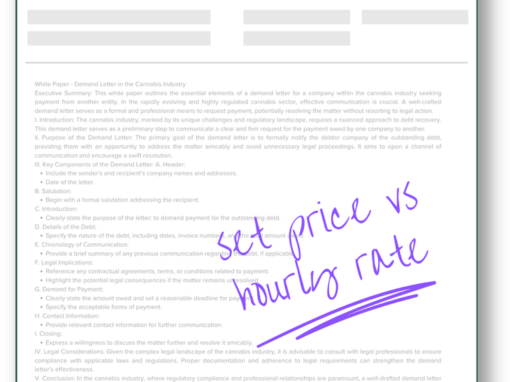 White Paper - Demand Letter in the Cannabis Industry
Executive Summary: This white paper outlines the essential elements of a demand letter for a company within the cannabis industry seeking
payment from another entity. In the rapidly evolving and highly regulated cannabis sector, effective communication is crucial. A well-crafted
demand letter serves as a formal and professional means to request payment, potentially resolving the matter without resorting to legal action.
I. Introduction: The cannabis industry, marked by its unique challenges and regulatory landscape, requires a nuanced approach to debt recovery.
This demand letter serves as a preliminary step to communicate a clear and firm request for the payment owed by one company to another.
II. Purpose of the Demand Letter: The primary goal of the demand letter is to formally notify the debtor company of the outstanding debt,
providing them with an opportunity to address the matter amicably and avoid unnecessary legal proceedings. It aims to open a channel of
communication and encourage a swift resolution.
III. Key Components of the Demand Letter: A. Header:
• Include the sender's and recipient's company names and addresses.
• Date of the letter.
B. Salutation:
• Begin with a formal salutation addressing the recipient.
C. Introduction:
• Clearly state the purpose of the letter: to demand payment for the outstanding debt.
D. Details of the Debt:
• Specify the nature of the debt, including dates, invoice numbers, amount
E. Chronology of Communication:
• Provide a brief summary of any previous communication regarding debt, if applicable.
F. Legal Implications:
• Reference any contractual agreements, terms, or conditions related to payment.
• Highlight the potential legal consequences if the matter remains unresolved.
G. Demand for Payment:
• Clearly state the amount owed and set a reasonable deadline for payment.
• Specify the acceptable forms of payment.
H. Contact Information:
• Provide relevant contact information for further communication.
I. Closing:
• Express a willingness to discuss the matter further and resolve it amicably.
IV. Legal Considerations: Given the complex legal landscape of the cannabis industry, it is advisable to consult with legal professionals to ensure
compliance with applicable laws and regulations. Proper documentation and adherence to legal requirements can strengthen the demand
letter's effectiveness.
V. Conclusion: In the cannabis industry, where regulatory compliance and professional relationships are paramount, a well-drafted demand letter
set price vs
hourly rate